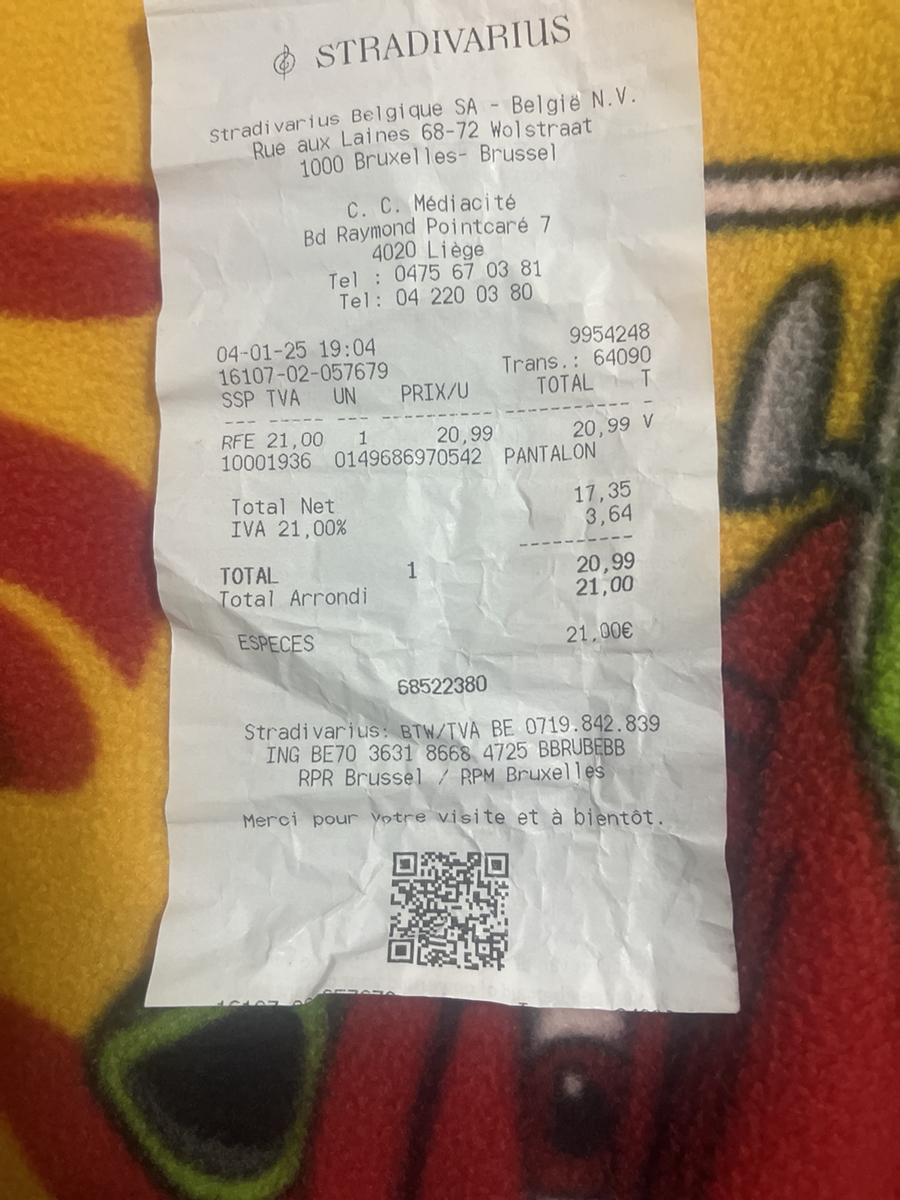 STRADIVARIUS
Stradivarius Belgique SA - België N.V.
Rue aux Laines 68-72 Wolstraat
1000 Bruxelles- Brussel
C. C. Médiacité
Bd Raymond Pointcaré 7
4020 Liège
Tel : 0475 67 03 81
Tel: 04 220 03 80
04-01-25 19:04 9954248
16107-02-057679 Trans.: 64090
SSP TVA UN PRIX/U TOTAL T
--- ----- --- ---------- ----------- -
RFE 21,00 1 20,99 20,99 V
10001936 0149686970542 PANTALON
Total Net 17,35
IVA 21,00% 3,64
----------
TOTAL 1 20,99
Total Arrondi 21,00
ESPECES 21,00€
68522380
Stradivarius: BTW/TVA BE 0719.842.839
ING BE70 3631 8668 4725 BBRUBEBB
RPR Brussel / RPM Bruxelles
Merci pour votre visite et à bientôt.